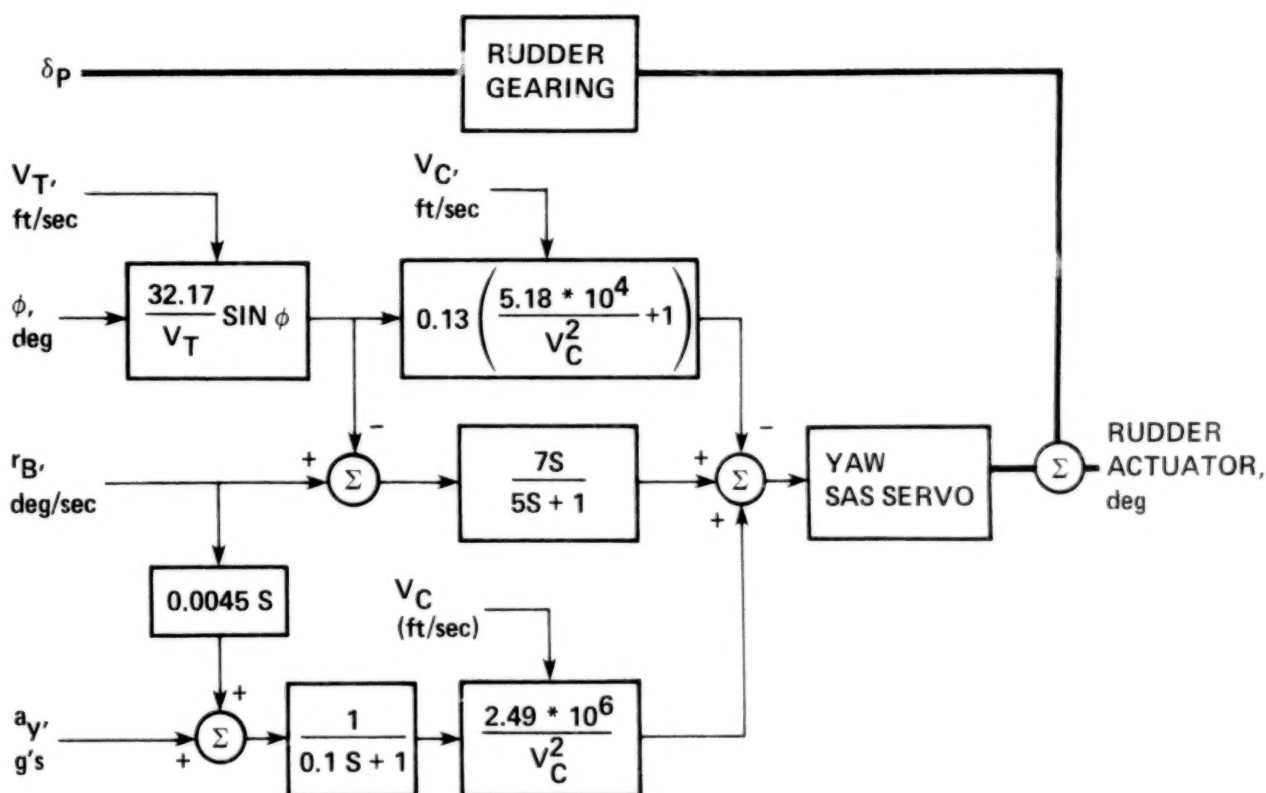 RUDDER
GEARING
δP
VT,
ft/sec
VC,
ft/sec
φ,
deg
32.17
VT
SIN φ
0.13 ( 5.18 * 10^4 / VC^2 +1 )
−
−
rB,
deg/sec
+
Σ
7S
5S + 1
+
Σ
+
YAW
SAS SERVO
Σ
RUDDER
ACTUATOR,
deg
0.0045 S
VC
(ft/sec)
+
ay,
g's
+
Σ
1
0.1 S + 1
2.49 * 10^6
VC^2